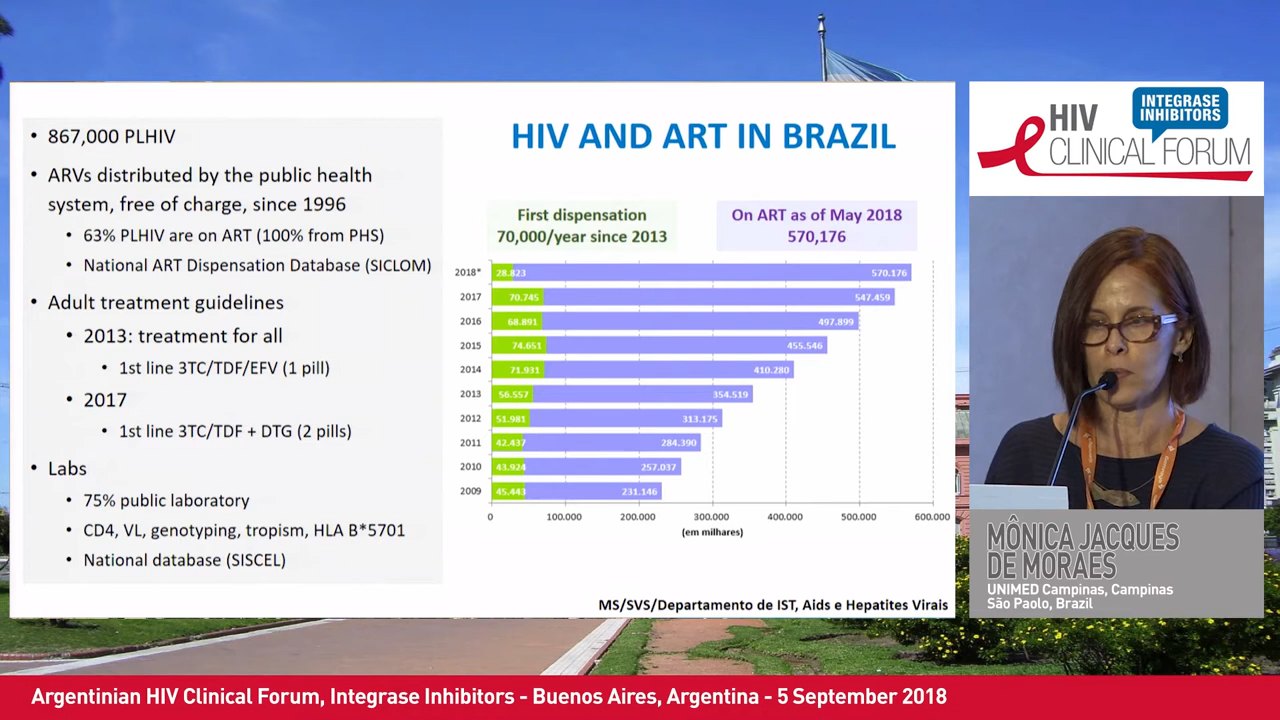 • 867,000 PLHIV
• ARVs distributed by the public health
system, free of charge, since 1996
• 63% PLHIV are on ART (100% from PHS)
• National ART Dispensation Database (SICLOM)
• Adult treatment guidelines
• 2013: treatment for all
• 1st line 3TC/TDF/EFV (1 pill)
• 2017
• 1st line 3TC/TDF + DTG (2 pills)
• Labs
• 75% public laboratory
• CD4, VL, genotyping, tropism, HLA B*5701
• National database (SISCEL)
HIV AND ART IN BRAZIL
First dispensation
70,000/year since 2013
On ART as of May 2018
570,176
2018* 28.823 570.176
2017 70.745 547.459
2016 68.891 497.899
2015 74.651 455.546
2014 71.931 410.280
2013 56.557 354.519
2012 51.981 313.175
2011 42.437 284.390
2010 43.924 257.037
2009 45.443 231.146
0 100.000 200.000 300.000 400.000 500.000 600.000
(em milhares)
MS/SVS/Departamento de IST, Aids e Hepatites Virais
HIV
CLINICAL FORUM
INTEGRASE
INHIBITORS
MÔNICA JACQUES
DE MORAES
UNIMED Campinas, Campinas
São Paolo, Brazil
Argentinian HIV Clinical Forum, Integrase Inhibitors - Buenos Aires, Argentina - 5 September 2018